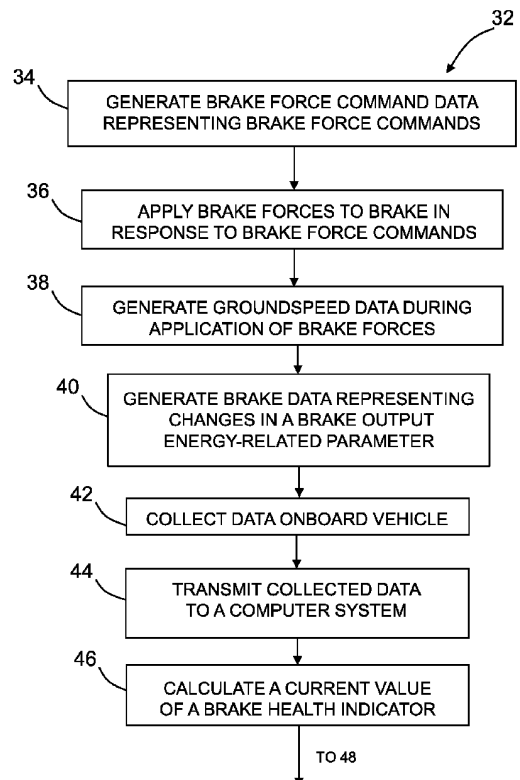 32
34
GENERATE BRAKE FORCE COMMAND DATA
REPRESENTING BRAKE FORCE COMMANDS
36
APPLY BRAKE FORCES TO BRAKE IN
RESPONSE TO BRAKE FORCE COMMANDS
38
GENERATE GROUNDSPEED DATA DURING
APPLICATION OF BRAKE FORCES
40
GENERATE BRAKE DATA REPRESENTING
CHANGES IN A BRAKE OUTPUT
ENERGY-RELATED PARAMETER
42
COLLECT DATA ONBOARD VEHICLE
44
TRANSMIT COLLECTED DATA
TO A COMPUTER SYSTEM
46
CALCULATE A CURRENT VALUE
OF A BRAKE HEALTH INDICATOR
TO 48